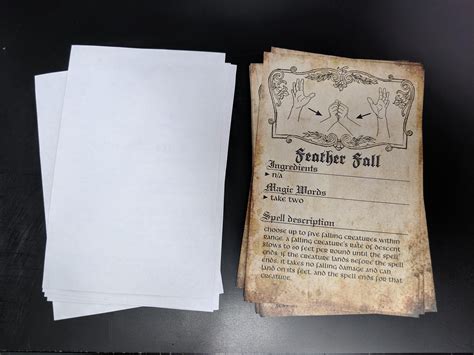 Feather Fall
Ingredients
n/a
Magic Words
take two
Spell description
choose up to five falling creatures within
range. a falling creature's rate of descent
slows to 60 feet per round until the spell
ends. if the creature lands before the spell
ends, it takes no falling damage and can
land on its feet, and the spell ends for that
creature.